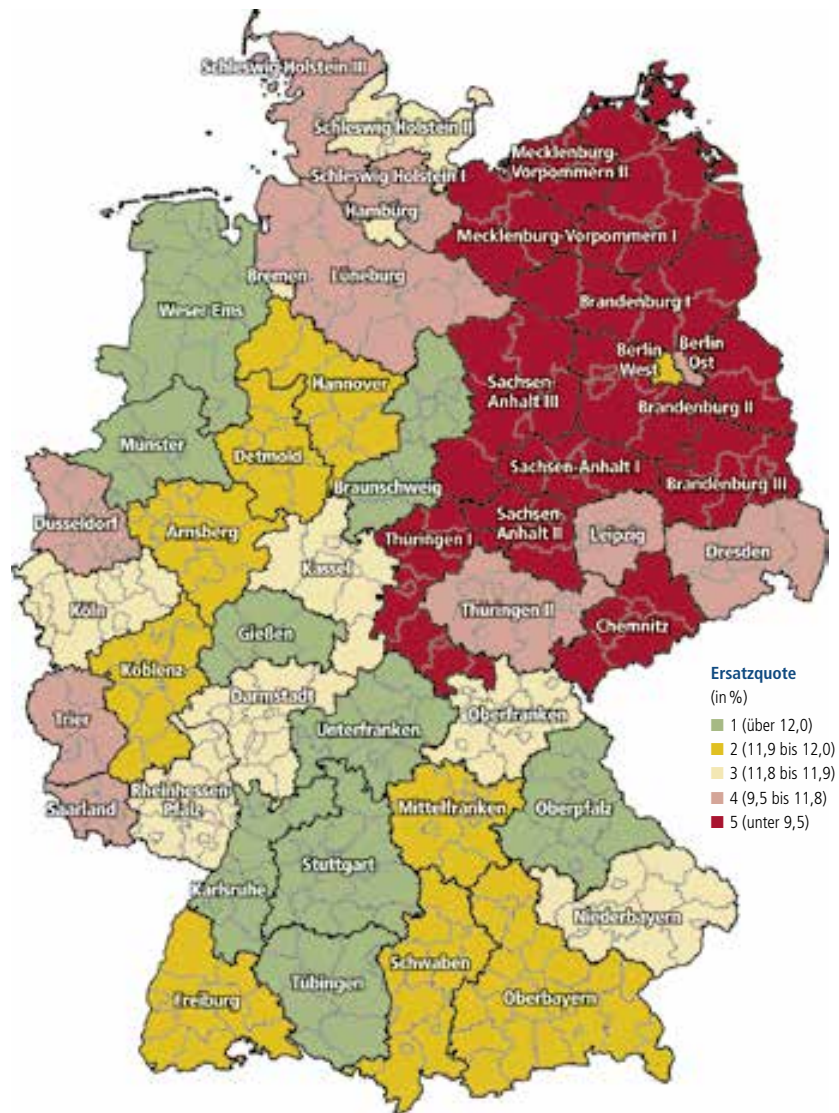 Schleswig-Holstein III
Schleswig Holstein II
Mecklenburg-
Vorpommern II
Schleswig Holstein I
Hamburg
Mecklenburg-Vorpommern I
Bremen
Lüneburg
Weser Ems
Brandenburg I
Berlin
West
Berlin
Ost
Hannover
Sachsen-
Anhalt III
Brandenburg II
Münster
Detmold
Braunschweig
Sachsen-Anhalt I
Brandenburg III
Düsseldorf
Arnsberg
Thüringen I
Sachsen-
Anhalt II
Leipzig
Dresden
Kassel
Köln
Thüringen II
Chemnitz
Gießen
Koblenz
Darmstadt
Trier
Unterfranken
Oberfranken
Rheinhessen-
Pfalz
Saarland
Mittelfranken
Oberpfalz
Stuttgart
Karlsruhe
Niederbayern
Schwaben
Tübingen
Freiburg
Oberbayern
Ersatzquote
(in %)
1 (über 12,0)
2 (11,9 bis 12,0)
3 (11,8 bis 11,9)
4 (9,5 bis 11,8)
5 (unter 9,5)